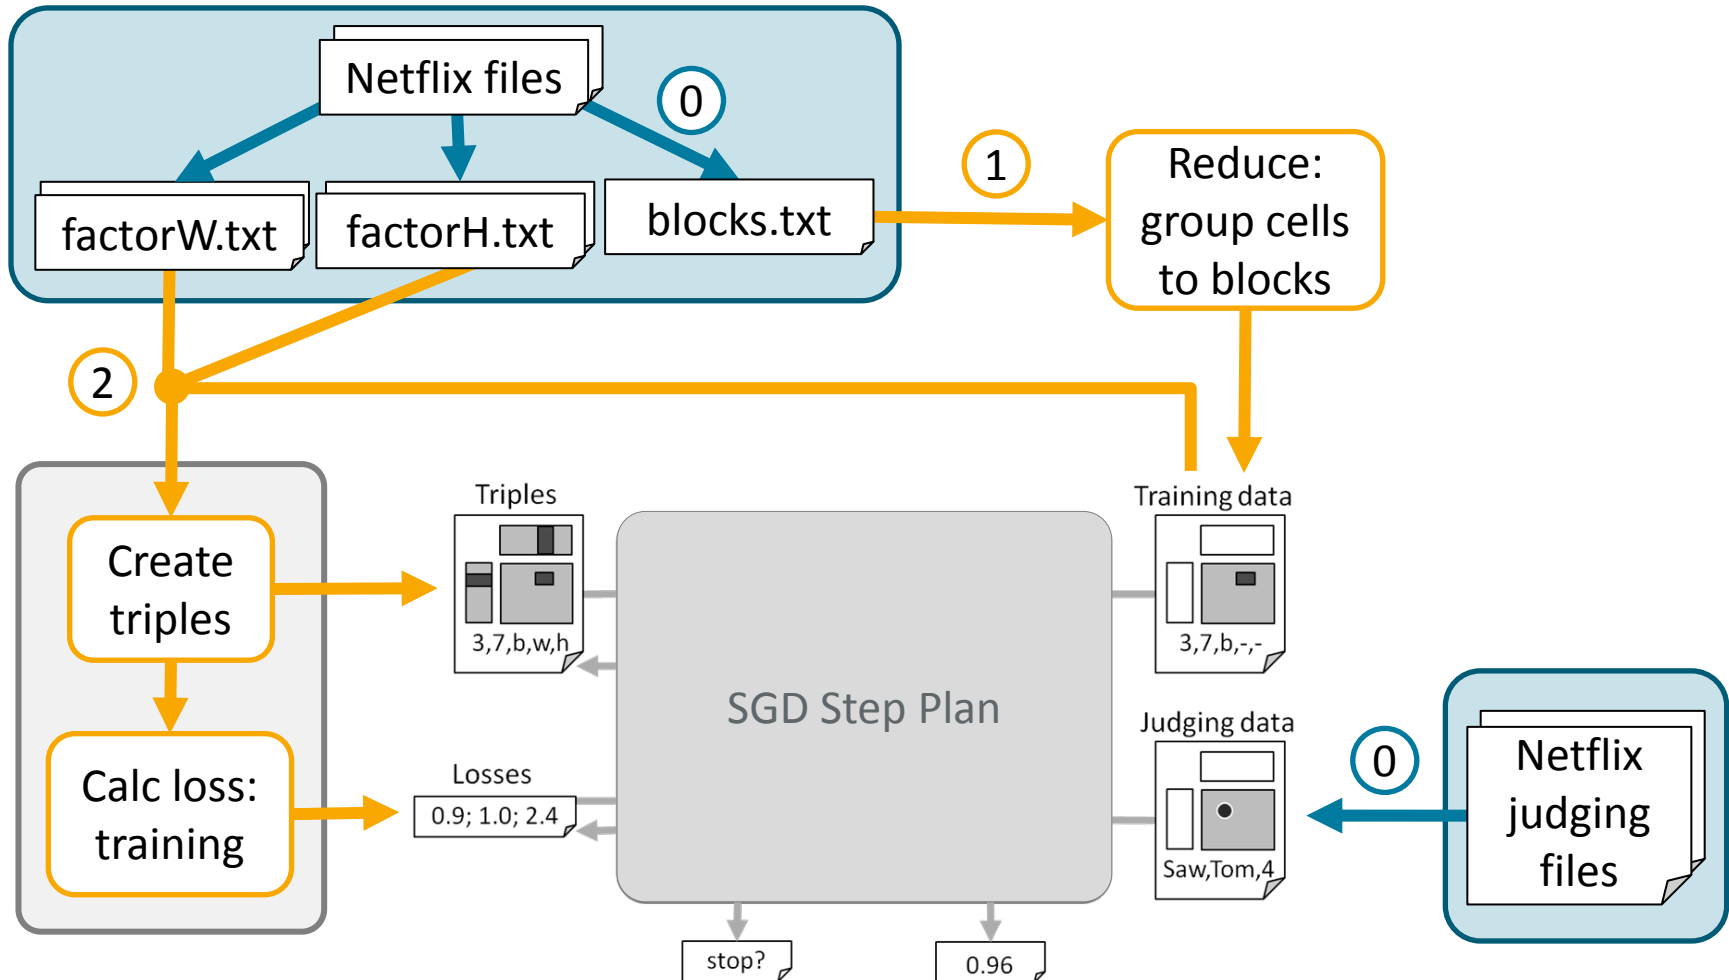 Netflix files
0
factorW.txt
factorH.txt
blocks.txt
1
Reduce:
group cells
to blocks
2
Create
triples
Calc loss:
training
Triples
3,7,b,w,h
Losses
0.9; 1.0; 2.4
SGD Step Plan
Training data
3,7,b,-,-
Judging data
Saw,Tom,4
0
Netflix
judging
files
stop?
0.96